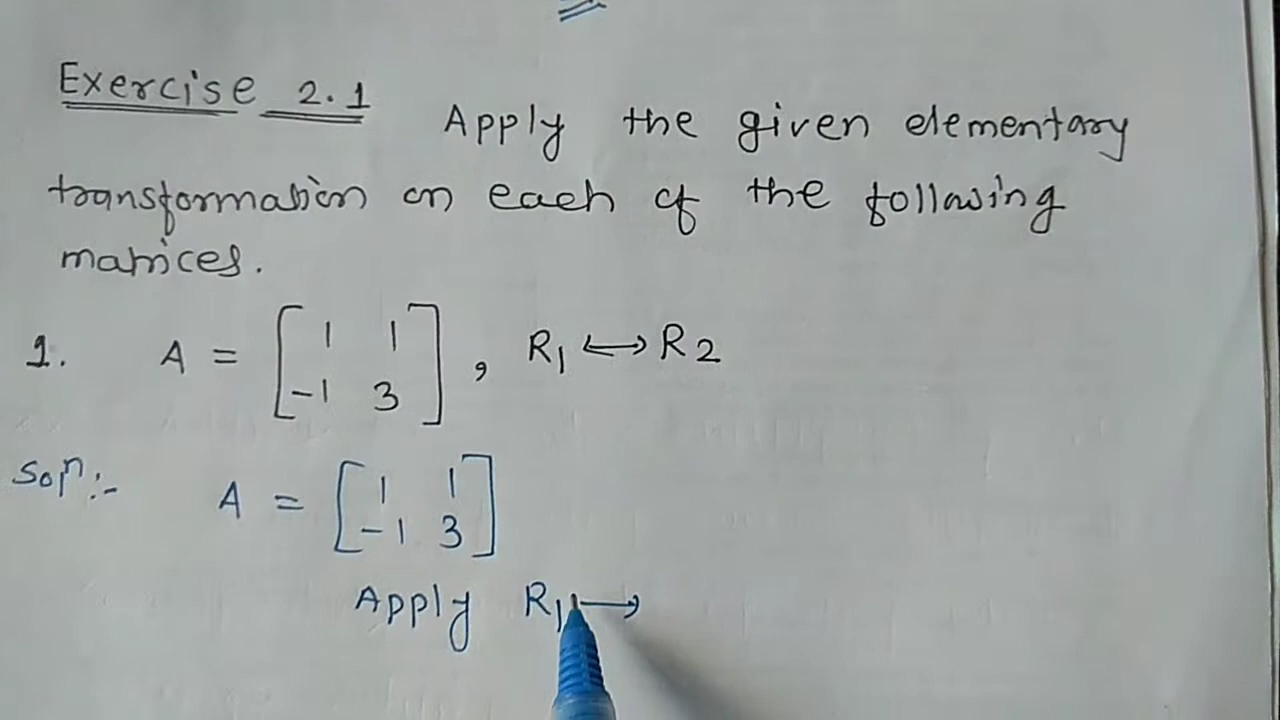 Exercise 2.1 Apply the given elementary
transformation on each of the following
matrices.
1. A = [ 1 1
-1 3 ] , R1 ↔ R2
Soln:- A = [ 1 1
-1 3 ]
Apply R1 →